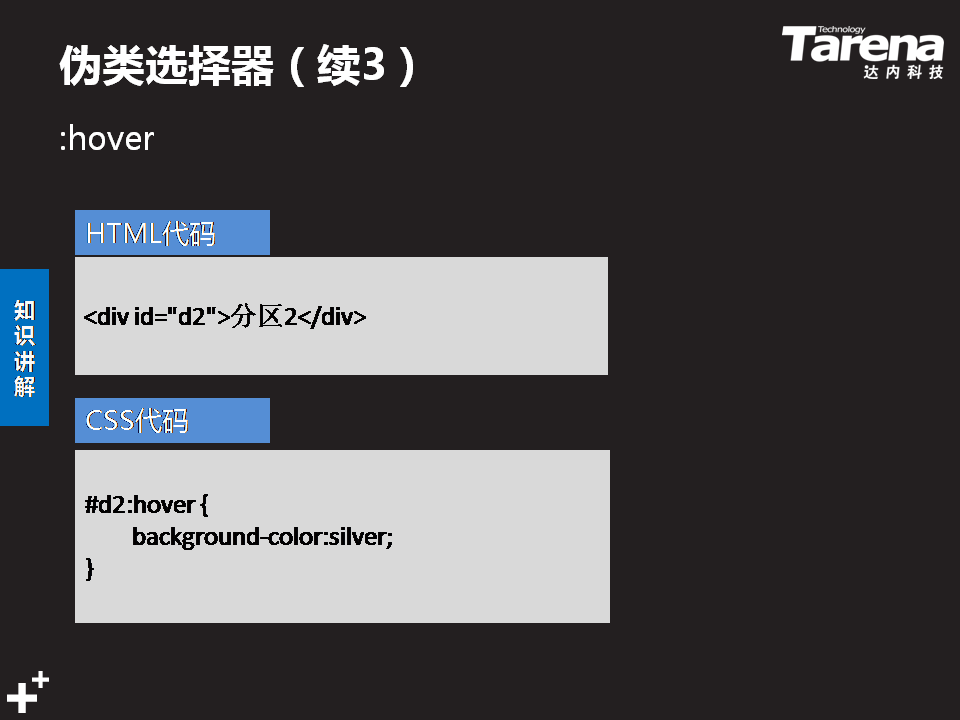 伪类选择器（续3）
Technology
Tarena
达内科技
:hover
HTML代码
<div id="d2">分区2</div>
知识讲解
CSS代码
#d2:hover {
background-color:silver;
}